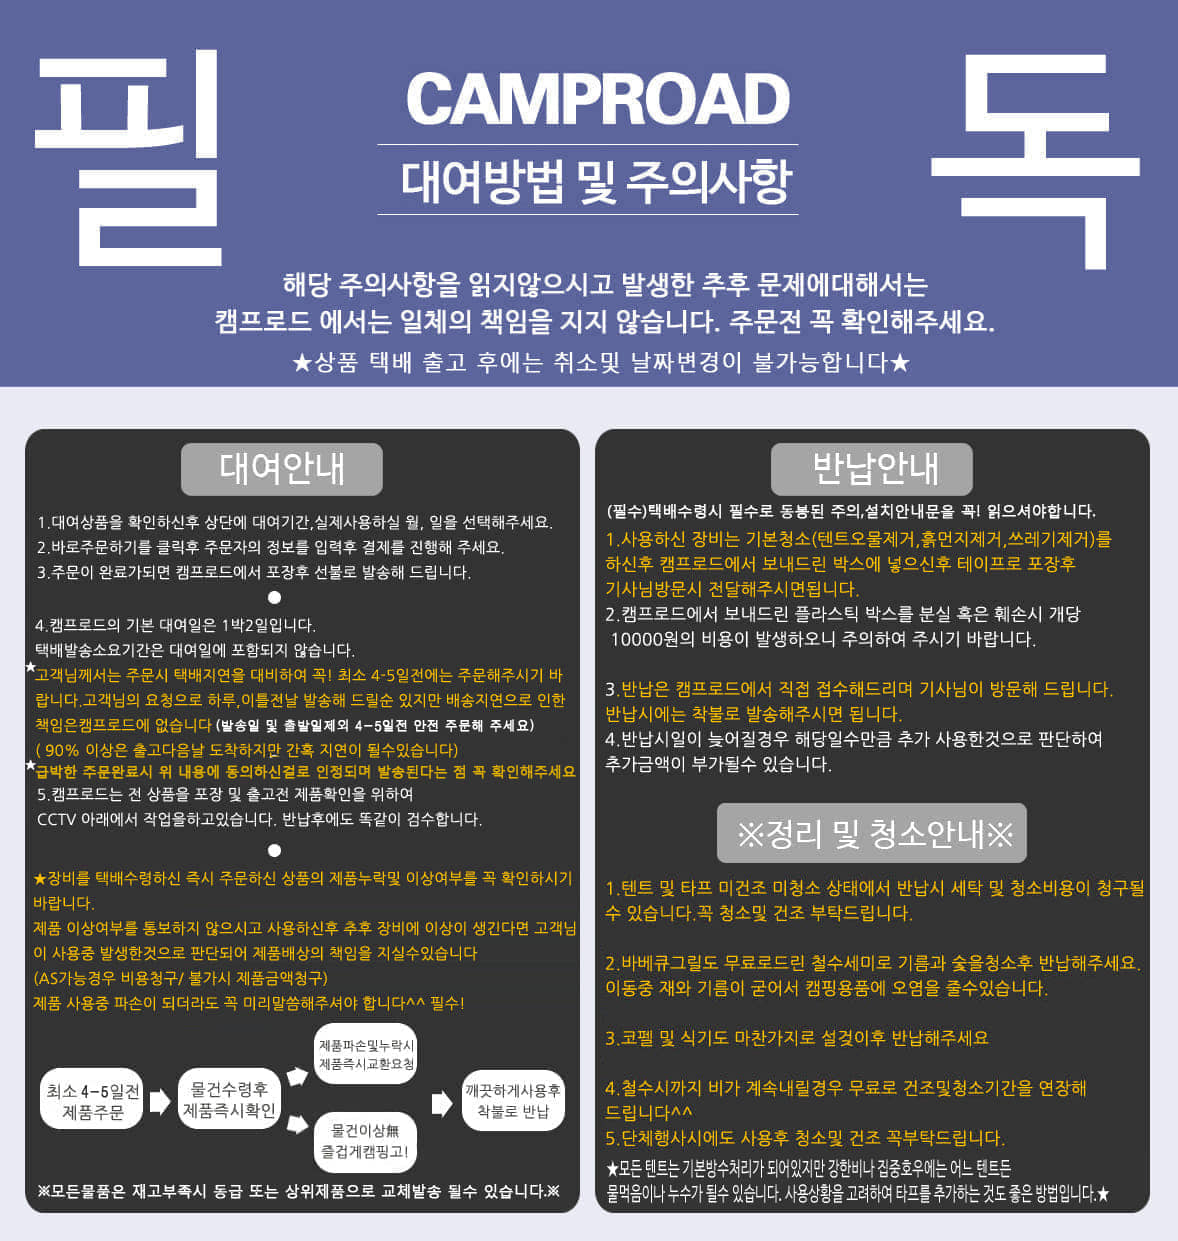 필 독
CAMPROAD
대여방법 및 주의사항
해당 주의사항을 읽지않으시고 발생한 추후 문제에대해서는
캠프로드 에서는 일체의 책임을 지지 않습니다. 주문전 꼭 확인해주세요.
★상품 택배 출고 후에는 취소및 날짜변경이 불가능합니다★
대여안내
1.대여상품을 확인하신후 상단에 대여기간,실제사용하실 월, 일을 선택해주세요.
2.바로주문하기를 클릭후 주문자의 정보를 입력후 결제를 진행해 주세요.
3.주문이 완료가되면 캠프로드에서 포장후 선불로 발송해 드립니다.
4.캠프로드의 기본 대여일은 1박2일입니다.
택배발송소요기간은 대여일에 포함되지 않습니다.
★고객님께서는 주문시 택배지연을 대비하여 꼭! 최소 4-5일전에는 주문해주시기 바
랍니다.고객님의 요청으로 하루,이틀전날 발송해 드릴순 있지만 배송지연으로 인한
책임은캠프로드에 없습니다 (발송일 및 출발일제외 4-5일전 안전 주문해 주세요)
( 90% 이상은 출고다음날 도착하지만 간혹 지연이 될수있습니다)
★급박한 주문완료시 위 내용에 동의하신걸로 인정되며 발송된다는 점 꼭 확인해주세요
5.캠프로드는 전 상품을 포장 및 출고전 제품확인을 위하여
CCTV 아래에서 작업을하고있습니다. 반납후에도 똑같이 검수합니다.
★장비를 택배수령하신 즉시 주문하신 상품의 제품누락및 이상여부를 꼭 확인하시기
바랍니다.
제품 이상여부를 통보하지 않으시고 사용하신후 추후 장비에 이상이 생긴다면 고객님
이 사용중 발생한것으로 판단되어 제품배상의 책임을 지실수있습니다
(AS가능경우 비용청구/ 불가시 제품금액청구)
제품 사용중 파손이 되더라도 꼭 미리말씀해주셔야 합니다^^ 필수!
최소 4-5일전
제품주문
물건수령후
제품즉시확인
제품파손및누락시
제품즉시교환요청
물건이상無
즐겁게캠핑고!
깨끗하게사용후
착불로 반납
※모든물품은 재고부족시 동급 또는 상위제품으로 교체발송 될수 있습니다.※
반납안내
(필수)택배수령시 필수로 동봉된 주의,설치안내문을 꼭! 읽으셔야합니다.
1.사용하신 장비는 기본청소(텐트오물제거,흙먼지제거,쓰레기제거)를
하신후 캠프로드에서 보내드린 박스에 넣으신후 테이프로 포장후
기사님방문시 전달해주시면됩니다.
2.캠프로드에서 보내드린 플라스틱 박스를 분실 혹은 훼손시 개당
10000원의 비용이 발생하오니 주의하여 주시기 바랍니다.
3.반납은 캠프로드에서 직접 접수해드리며 기사님이 방문해 드립니다.
반납시에는 착불로 발송해주시면 됩니다.
4.반납시일이 늦어질경우 해당일수만큼 추가 사용한것으로 판단하여
추가금액이 부가될수 있습니다.
※정리 및 청소안내※
1.텐트 및 타프 미건조 미청소 상태에서 반납시 세탁 및 청소비용이 청구될
수 있습니다.꼭 청소및 건조 부탁드립니다.
2.바베큐그릴도 무료로드린 철수세미로 기름과 숯을청소후 반납해주세요.
이동중 재와 기름이 굳어서 캠핑용품에 오염을 줄수있습니다.
3.코펠 및 식기도 마찬가지로 설겆이후 반납해주세요
4.철수시까지 비가 계속내릴경우 무료로 건조및청소기간을 연장해
드립니다^^
5.단체행사시에도 사용후 청소및 건조 꼭부탁드립니다.
★모든 텐트는 기본방수처리가 되어있지만 강한비나 집중호우에는 어느 텐트든
물먹음이나 누수가 될수 있습니다. 사용상황을 고려하여 타프를 추가하는 것도 좋은 방법입니다.★